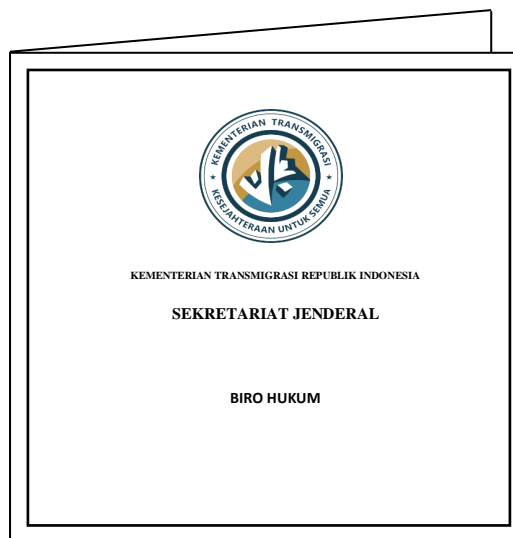 KEMENTERIAN TRANSMIGRASI
KESEJAHTERAAN UNTUK SEMUA
KEMENTERIAN TRANSMIGRASI REPUBLIK INDONESIA
SEKRETARIAT JENDERAL
BIRO HUKUM